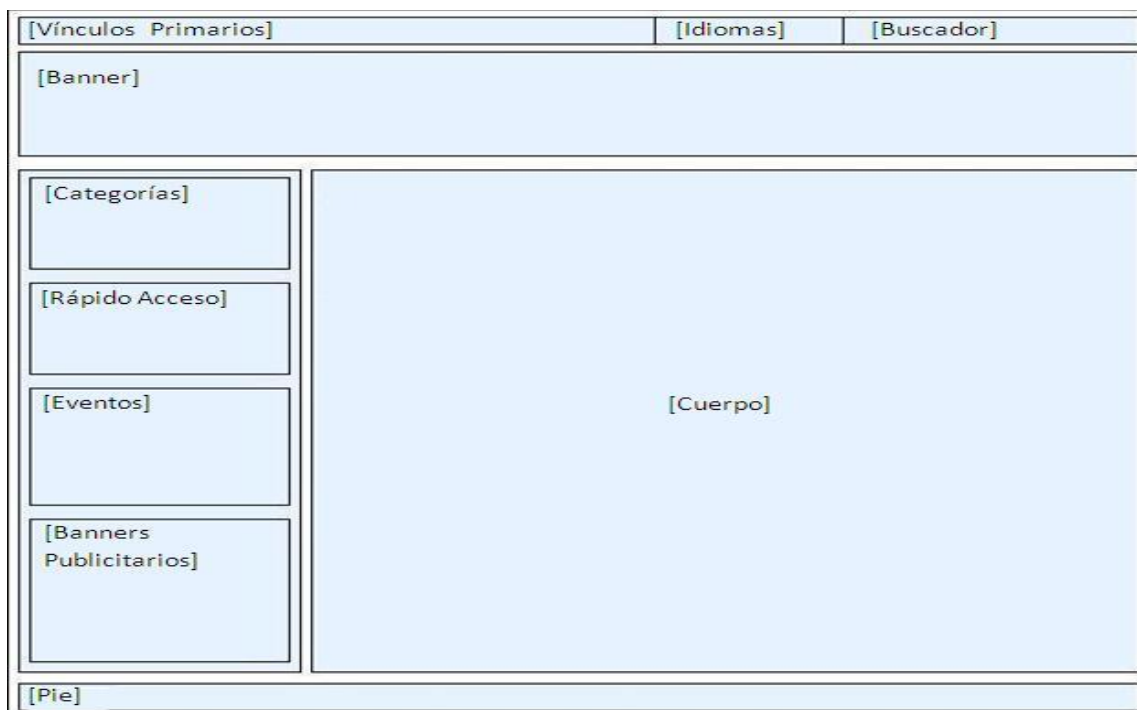 [Vínculos Primarios] [Idiomas] [Buscador]
[Banner]
[Categorías]
[Rápido Acceso]
[Eventos]
[Cuerpo]
[Banners
Publicitarios]
[Pie]